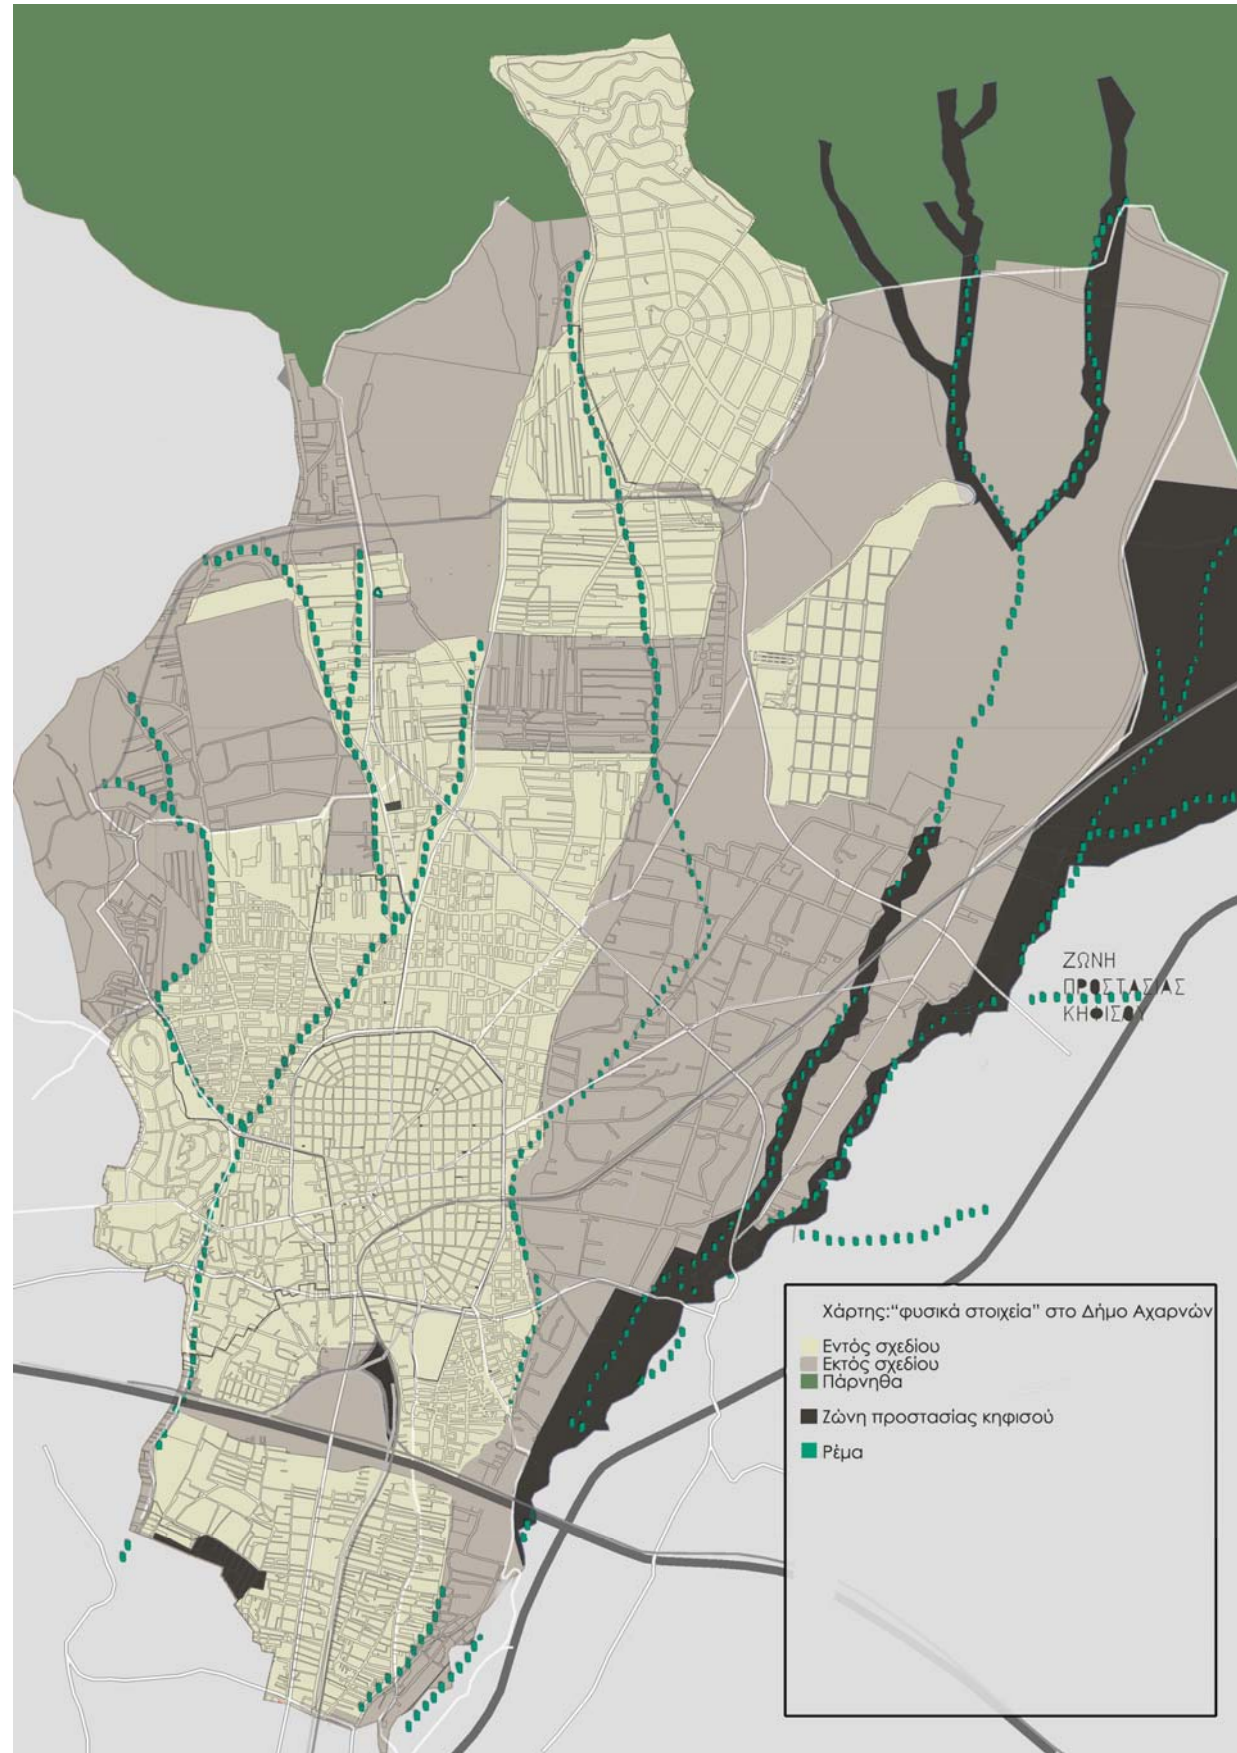 ΖΩΝΗ
ΠΡΟΣΤΑΣΙΑΣ
ΚΗΦΙΣΟΥ
Χάρτης:“φυσικά στοιχεία” στο Δήμο Αχαρνών
Εντός σχεδίου
Εκτός σχεδίου
Πάρνηθα
Ζώνη προστασίας κηφισού
Ρέμα